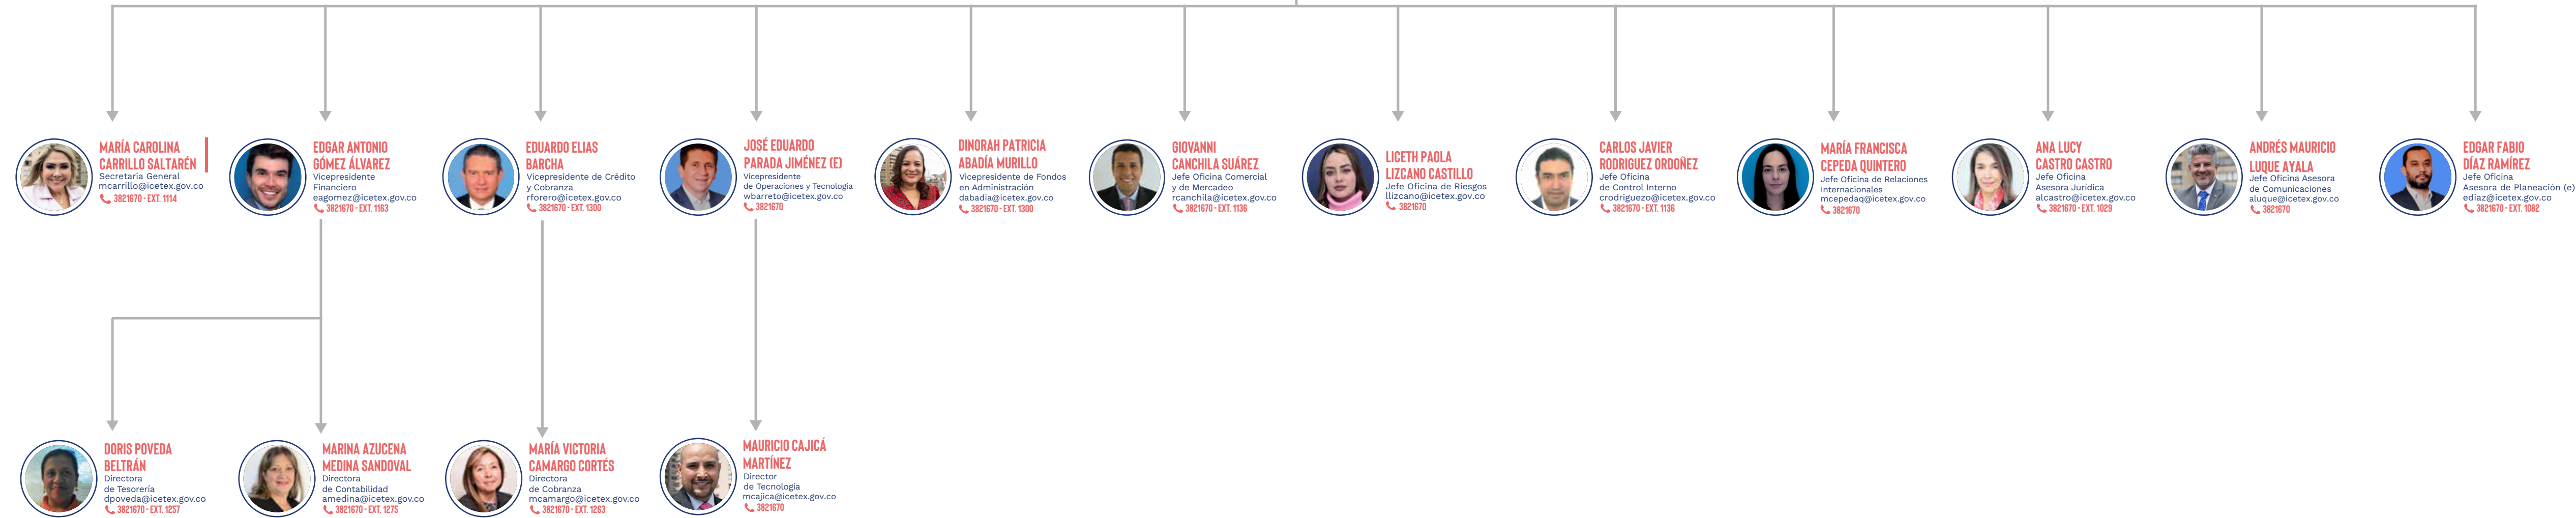 MARÍA CAROLINA
CARRILLO SALTARÉN
Secretaria General
mcarrillo@icetex.gov.co
3821670 - EXT. 1114
EDGAR ANTONIO
GÓMEZ ÁLVAREZ
Vicepresidente
Financiero
eagomez@icetex.gov.co
3821670 - EXT. 1163
EDUARDO ELIAS
BARCHA
Vicepresidente de Crédito
y Cobranza
rforero@icetex.gov.co
3821670 - EXT. 1300
JOSÉ EDUARDO
PARADA JIMÉNEZ (E)
Vicepresidente
de Operaciones y Tecnología
wbarreto@icetex.gov.co
3821670
DINORAH PATRICIA
ABADÍA MURILLO
Vicepresidente de Fondos
en Administración
dabadia@icetex.gov.co
3821670 - EXT. 1300
GIOVANNI
CANCHILA SUÁREZ
Jefe Oficina Comercial
y de Mercadeo
rcanchila@icetex.gov.co
3821670 - EXT. 1136
LICETH PAOLA
LIZCANO CASTILLO
Jefe Oficina de Riesgos
llizcano@icetex.gov.co
3821670
CARLOS JAVIER
RODRIGUEZ ORDOÑEZ
Jefe Oficina
de Control Interno
crodriguezo@icetex.gov.co
3821670 - EXT. 1136
MARÍA FRANCISCA
CEPEDA QUINTERO
Jefe Oficina de Relaciones
Internacionales
mcepedaq@icetex.gov.co
3821670
ANA LUCY
CASTRO CASTRO
Jefe Oficina
Asesora Jurídica
alcastro@icetex.gov.co
3821670 - EXT. 1029
ANDRÉS MAURICIO
LUQUE AYALA
Jefe Oficina Asesora
de Comunicaciones
aluque@icetex.gov.co
3821670
EDGAR FABIO
DÍAZ RAMÍREZ
Jefe Oficina
Asesora de Planeación (e)
ediaz@icetex.gov.co
3821670 - EXT. 1082
DORIS POVEDA
BELTRÁN
Directora
de Tesorería
dpoveda@icetex.gov.co
3821670 - EXT. 1257
MARINA AZUCENA
MEDINA SANDOVAL
Directora
de Contabilidad
amedina@icetex.gov.co
3821670 - EXT. 1275
MARÍA VICTORIA
CAMARGO CORTÉS
Directora
de Cobranza
mcamargo@icetex.gov.co
3821670 - EXT. 1263
MAURICIO CAJICÁ
MARTÍNEZ
Director
de Tecnología
mcajica@icetex.gov.co
3821670